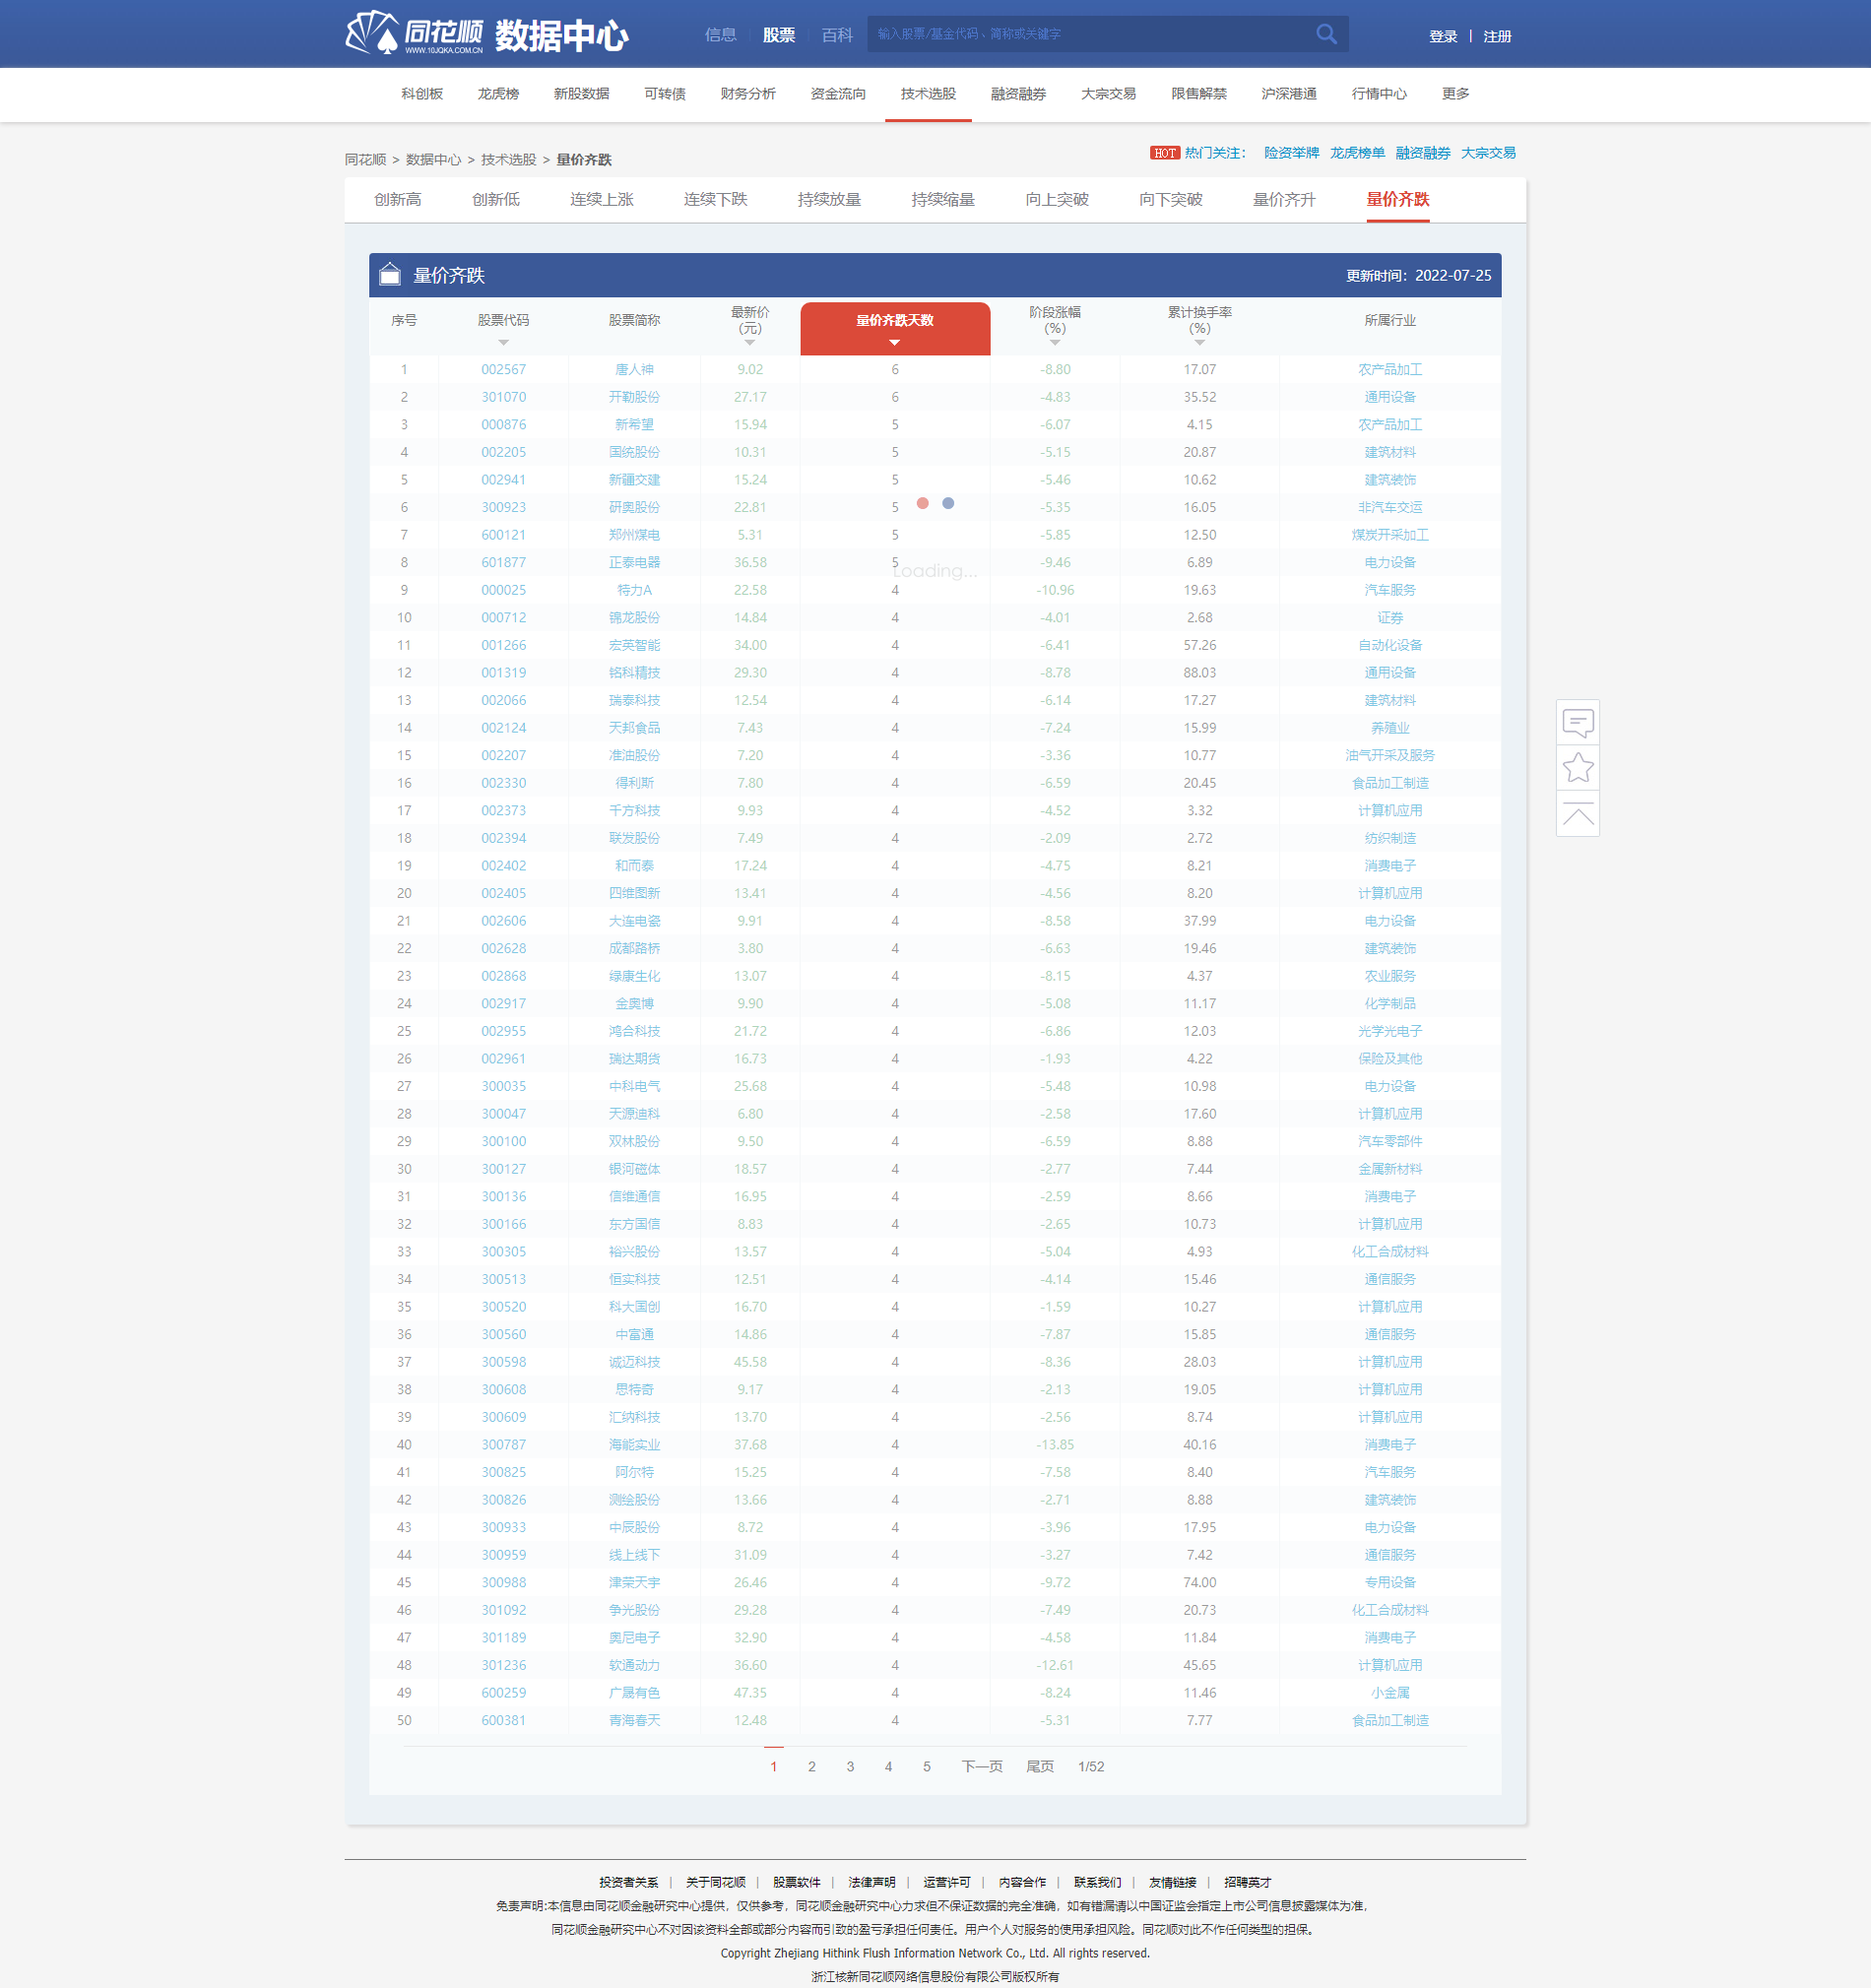 同花顺 WWW.10JQKA.COM.CN 数据中心 信息 股票 百科 输入股票/基金代码、简称或关键字 登录 | 注册
科创板 龙虎榜 新股数据 可转债 财务分析 资金流向 技术选股 融资融券 大宗交易 限售解禁 沪深港通 行情中心 更多
同花顺 > 数据中心 > 技术选股 > 量价齐跌 HOT 热门关注: 险资举牌 龙虎榜单 融资融券 大宗交易
创新高 创新低 连续上涨 连续下跌 持续放量 持续缩量 向上突破 向下突破 量价齐升 量价齐跌
量价齐跌 更新时间：2022-07-25
序号 股票代码 股票简称 最新价(元) 量价齐跌天数 阶段涨幅(%) 累计换手率(%) 所属行业
1 002567 唐人神 9.02 6 -8.80 17.07 农产品加工
2 301070 开勒股份 27.17 6 -4.83 35.52 通用设备
3 000876 新希望 15.94 5 -6.07 4.15 农产品加工
4 002205 国统股份 10.31 5 -5.15 20.87 建筑材料
5 002941 新疆交建 15.24 5 -5.46 10.62 建筑装饰
6 300923 研奥股份 22.81 5 -5.35 16.05 非汽车交运
7 600121 郑州煤电 5.31 5 -5.85 12.50 煤炭开采加工
8 601877 正泰电器 36.58 5 -9.46 6.89 电力设备
Loading...
9 000025 特力A 22.58 4 -10.96 19.63 汽车服务
10 000712 锦龙股份 14.84 4 -4.01 2.68 证券
11 001266 宏英智能 34.00 4 -6.41 57.26 自动化设备
12 001319 铭科精技 29.30 4 -8.78 88.03 通用设备
13 002066 瑞泰科技 12.54 4 -6.14 17.27 建筑材料
14 002124 天邦食品 7.43 4 -7.24 15.99 养殖业
15 002207 准油股份 7.20 4 -3.36 10.77 油气开采及服务
16 002330 得利斯 7.80 4 -6.59 20.45 食品加工制造
17 002373 千方科技 9.93 4 -4.52 3.32 计算机应用
18 002394 联发股份 7.49 4 -2.09 2.72 纺织制造
19 002402 和而泰 17.24 4 -4.75 8.21 消费电子
20 002405 四维图新 13.41 4 -4.56 8.20 计算机应用
21 002606 大连电瓷 9.91 4 -8.58 37.99 电力设备
22 002628 成都路桥 3.80 4 -6.63 19.46 建筑装饰
23 002868 绿康生化 13.07 4 -8.15 4.37 农业服务
24 002917 金奥博 9.90 4 -5.08 11.17 化学制品
25 002955 鸿合科技 21.72 4 -6.86 12.03 光学光电子
26 002961 瑞达期货 16.73 4 -1.93 4.22 保险及其他
27 300035 中科电气 25.68 4 -5.48 10.98 电力设备
28 300047 天源迪科 6.80 4 -2.58 17.60 计算机应用
29 300100 双林股份 9.50 4 -6.59 8.88 汽车零部件
30 300127 银河磁体 18.57 4 -2.77 7.44 金属新材料
31 300136 信维通信 16.95 4 -2.59 8.66 消费电子
32 300166 东方国信 8.83 4 -2.65 10.73 计算机应用
33 300305 裕兴股份 13.57 4 -5.04 4.93 化工合成材料
34 300513 恒实科技 12.51 4 -4.14 15.46 通信服务
35 300520 科大国创 16.70 4 -1.59 10.27 计算机应用
36 300560 中富通 14.86 4 -7.87 15.85 通信服务
37 300598 诚迈科技 45.58 4 -8.36 28.03 计算机应用
38 300608 思特奇 9.17 4 -2.13 19.05 计算机应用
39 300609 汇纳科技 13.70 4 -2.56 8.74 计算机应用
40 300787 海能实业 37.68 4 -13.85 40.16 消费电子
41 300825 阿尔特 15.25 4 -7.58 8.40 汽车服务
42 300826 测绘股份 13.66 4 -2.71 8.88 建筑装饰
43 300933 中辰股份 8.72 4 -3.96 17.95 电力设备
44 300959 线上线下 31.09 4 -3.27 7.42 通信服务
45 300988 津荣天宇 26.46 4 -9.72 74.00 专用设备
46 301092 争光股份 29.28 4 -7.49 20.73 化工合成材料
47 301189 奥尼电子 32.90 4 -4.58 11.84 消费电子
48 301236 软通动力 36.60 4 -12.61 45.65 计算机应用
49 600259 广晟有色 47.35 4 -8.24 11.46 小金属
50 600381 青海春天 12.48 4 -5.31 7.77 食品加工制造
1 2 3 4 5 下一页 尾页 1/52
投资者关系 | 关于同花顺 | 股票软件 | 法律声明 | 运营许可 | 内容合作 | 联系我们 | 友情链接 | 招聘英才
免责声明:本信息由同花顺金融研究中心提供，仅供参考，同花顺金融研究中心力求但不保证数据的完全准确，如有错漏请以中国证监会指定上市公司信息披露媒体为准，
同花顺金融研究中心不对因该资料全部或部分内容而引致的盈亏承担任何责任。用户个人对服务的使用承担风险。同花顺对此不作任何类型的担保。
Copyright Zhejiang Hithink Flush Information Network Co., Ltd. All rights reserved.
浙江核新同花顺网络信息股份有限公司版权所有